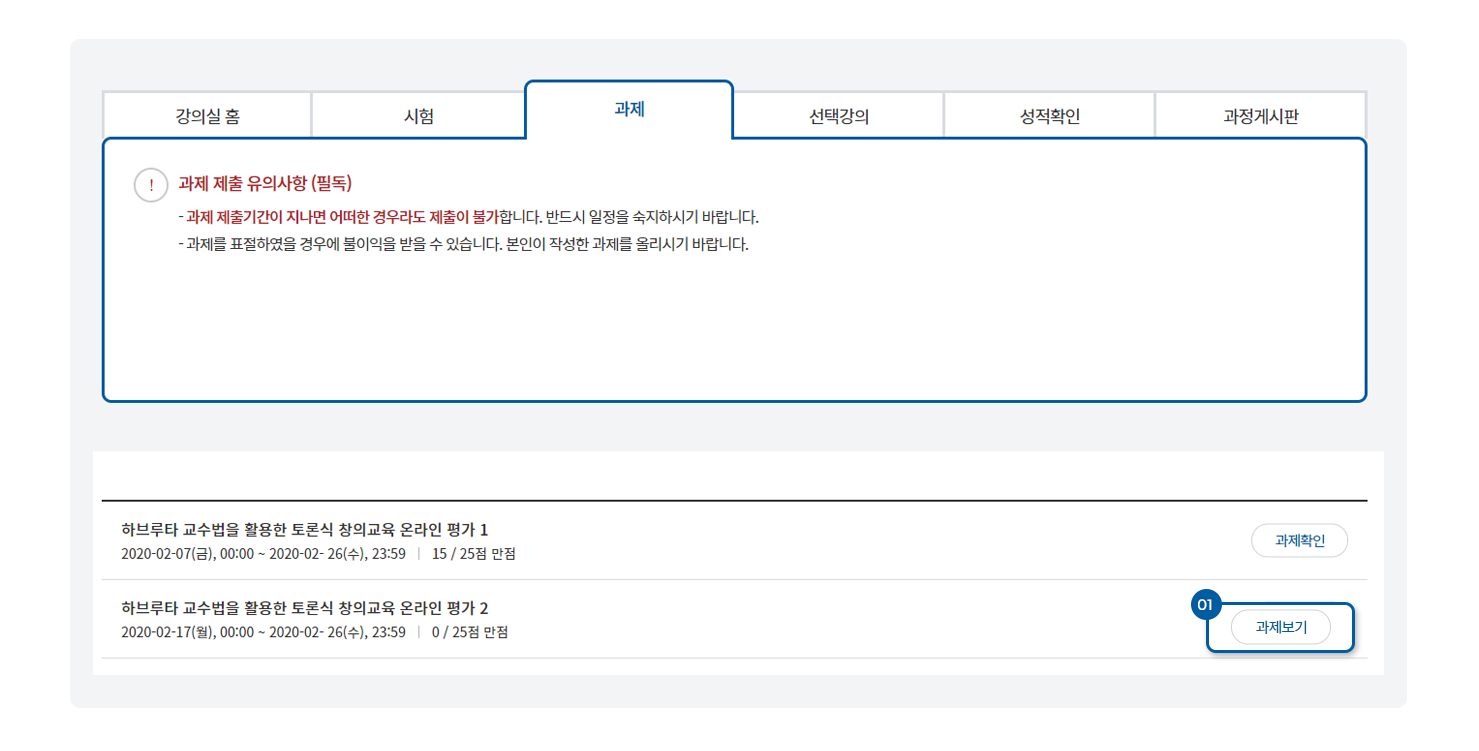 강의실 홈
시험
과제
선택강의
성적확인
과정게시판
! 과제 제출 유의사항 (필독)
- 과제 제출기간이 지나면 어떠한 경우라도 제출이 불가합니다. 반드시 일정을 숙지하시기 바랍니다.
- 과제를 표절하였을 경우에 불이익을 받을 수 있습니다. 본인이 작성한 과제를 올리시기 바랍니다.
하브루타 교수법을 활용한 토론식 창의교육 온라인 평가 1
2020-02-07(금), 00:00 ~ 2020-02- 26(수), 23:59 | 15 / 25점 만점
과제확인
하브루타 교수법을 활용한 토론식 창의교육 온라인 평가 2
2020-02-17(월), 00:00 ~ 2020-02- 26(수), 23:59 | 0 / 25점 만점
01
과제보기